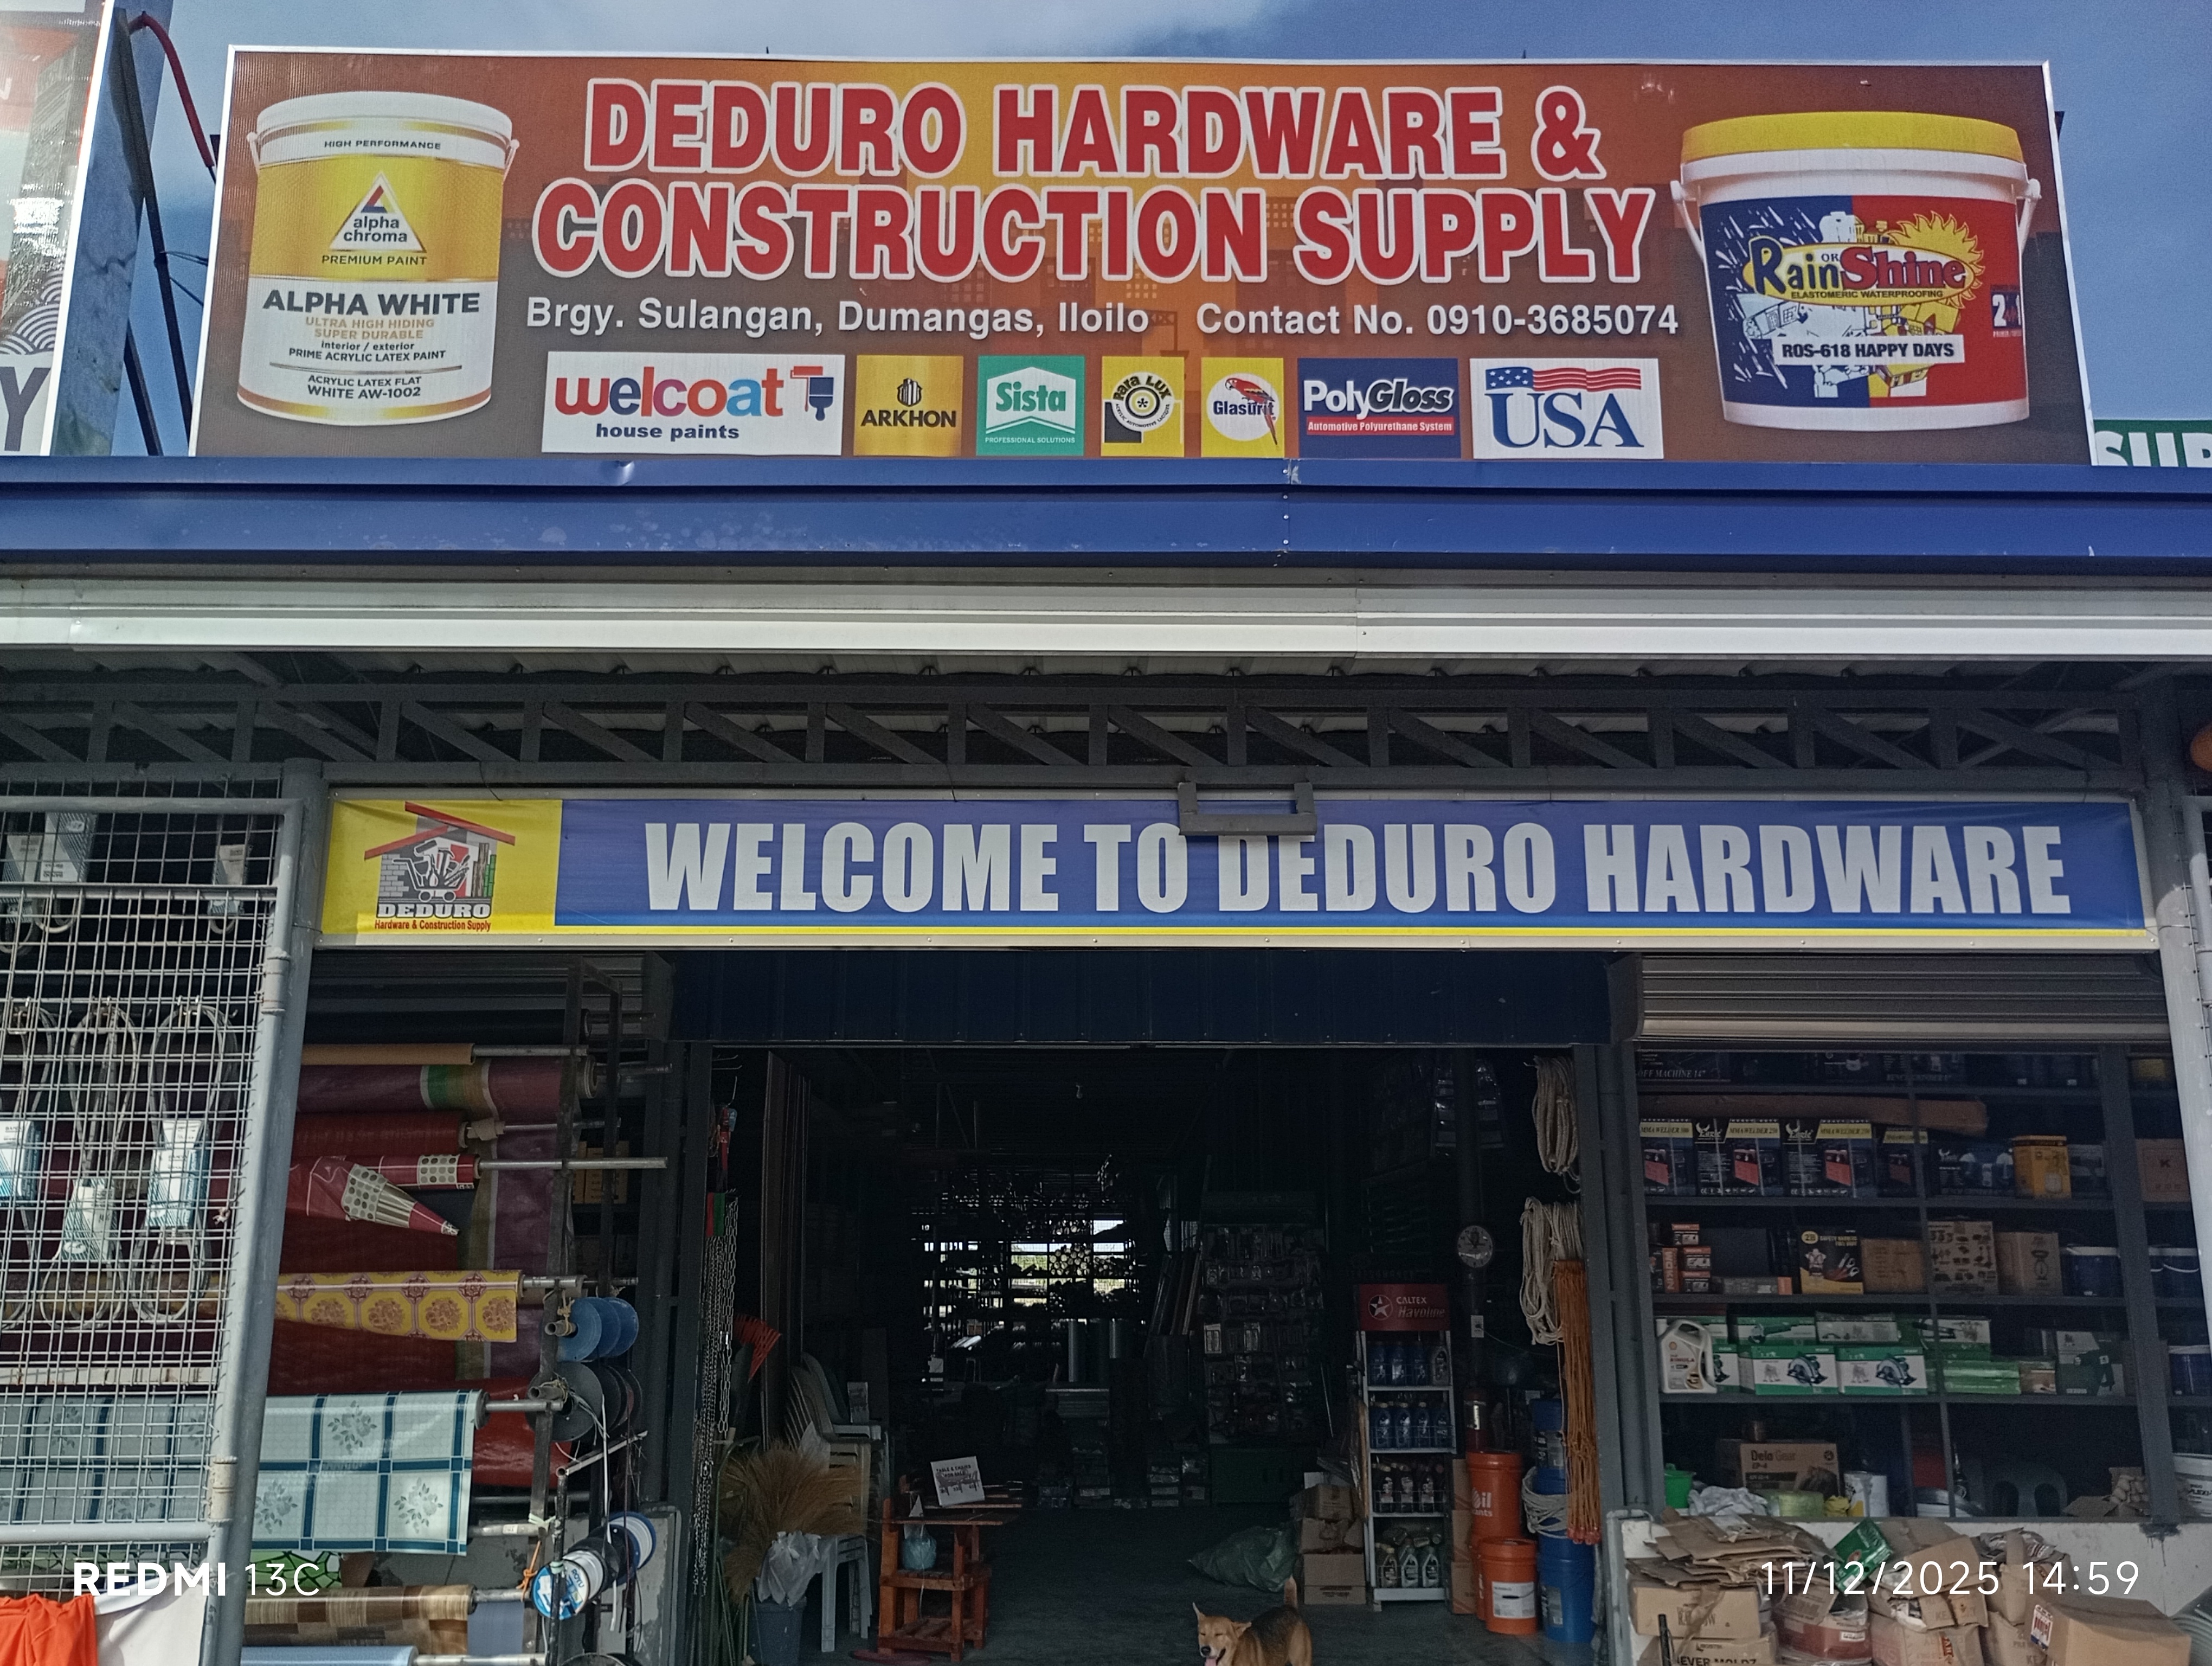 DEDURO HARDWARE &
CONSTRUCTION SUPPLY
Brgy. Sulangan, Dumangas, Iloilo Contact No. 0910-3685074
HIGH PERFORMANCE
alpha
chroma
PREMIUM PAINT
ALPHA WHITE
ULTRA HIGH HIDING
SUPER DURABLE
interior / exterior
PRIME ACRYLIC LATEX PAINT
ACRYLIC LATEX FLAT
WHITE AW-1002
welcoat
house paints
ARKHON
Sista
PROFESSIONAL SOLUTIONS
Para Lux
Glasurit
PolyGloss
Automotive Polyurethane System
USA
Rain OR Shine
ELASTOMERIC WATERPROOFING
ROS-618 HAPPY DAYS
SUP
Y
DEDURO
Hardware & Construction Supply
WELCOME TO DEDURO HARDWARE
CALTEX
Havoline
REDMI 13C
11/12/2025 14:59